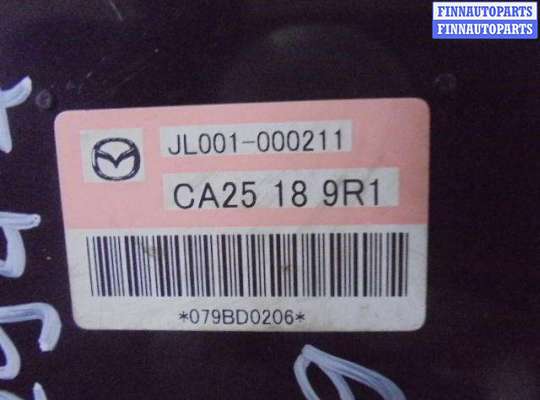 FINNAUTOPARTS
FINNAUTOPARTS
JL001-000211
CA25 18 9R1
*079BD0206*